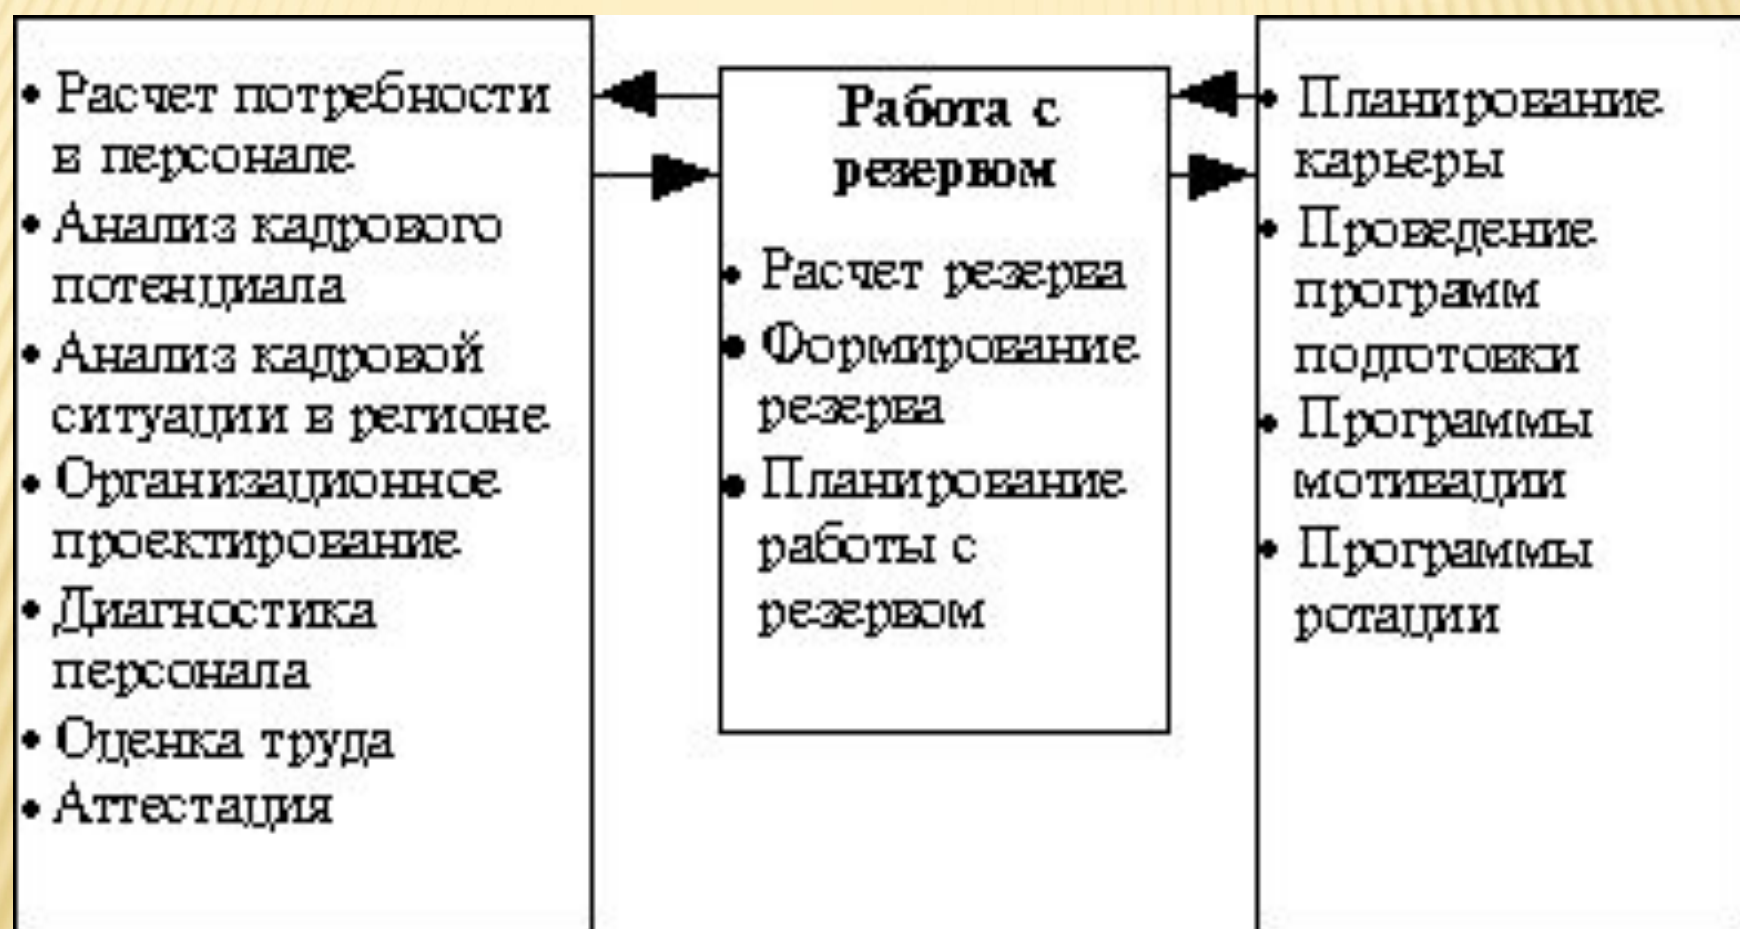 • Расчет потребности
в персонале
• Анализ кадрового
потенциала
• Анализ кадровой
ситуации в регионе
• Организационное
проектирование
• Диагностика
персонала
• Оценка труда
• Аттестация
Работа с
резервом
• Расчет резерва
• Формирование
резерва
• Планирование
работы с
резервом
• Планирование
карьеры
• Проведение
программ
подготовки
• Программы
мотивации
• Программы
ротации